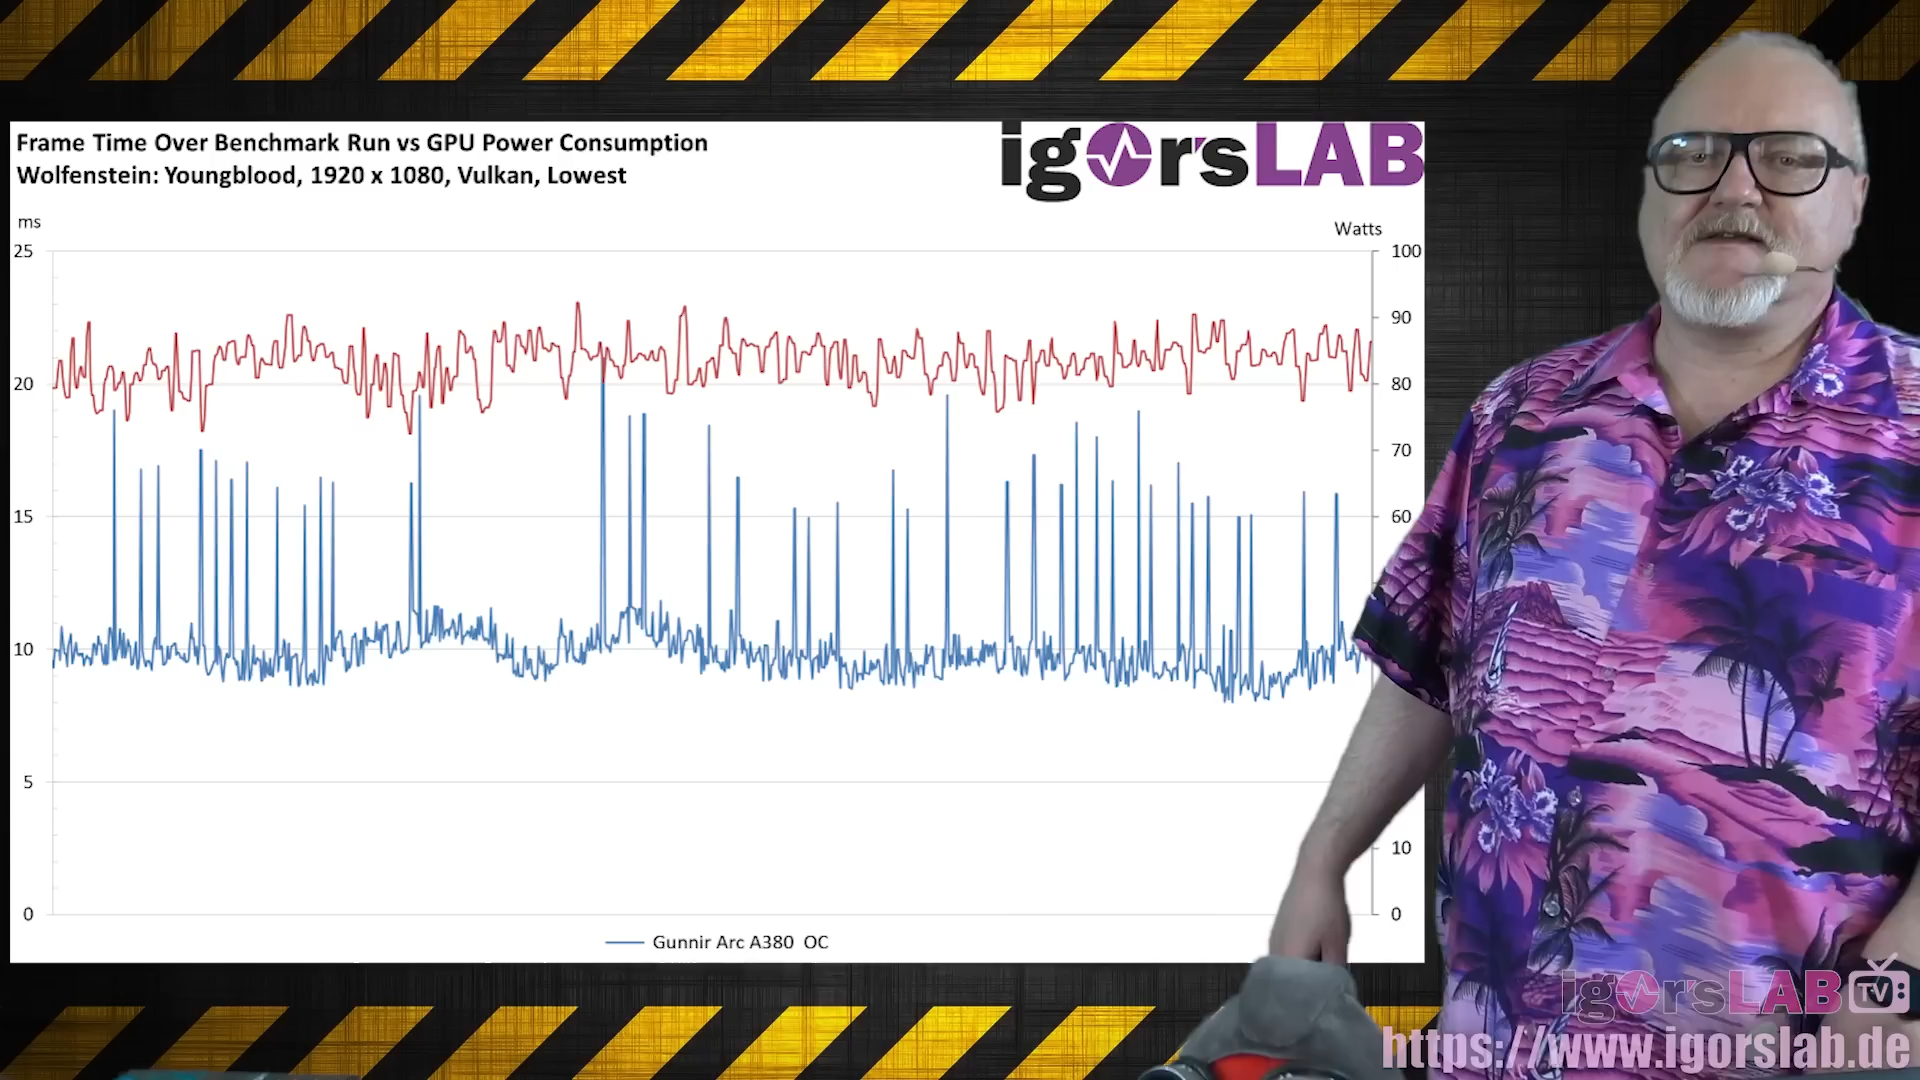 Frame Time Over Benchmark Run vs GPU Power Consumption
Wolfenstein: Youngblood, 1920 x 1080, Vulkan, Lowest
igorsLAB
ms
Watts
25
100
90
20
80
70
15
60
10
5
10
0
0
Gunnir Arc A380 OC
igorsLAB TV
https://www.igorslab.de